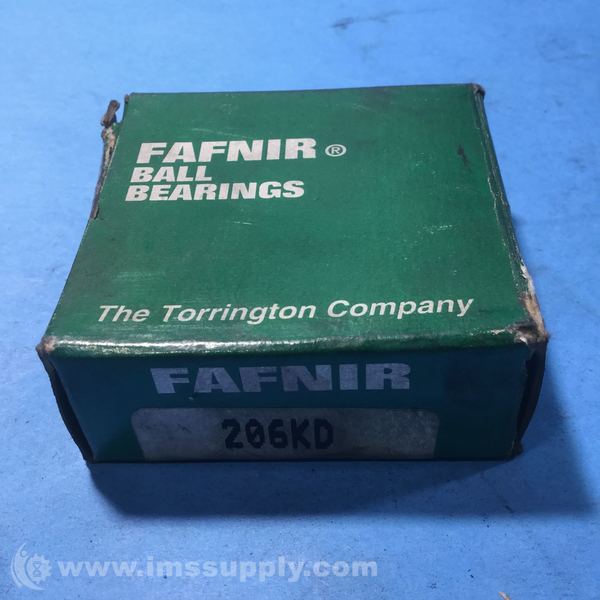 FAFNIR ®
BALL
BEARINGS
The Torrington Company
FAFNIR
206KD
www.imssupply.com